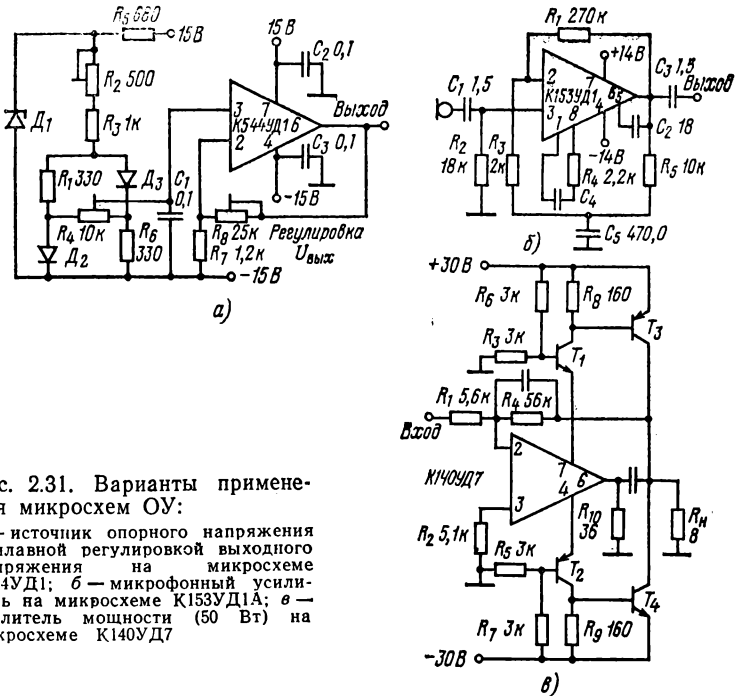 R5 680
15В
R2 500
R3 1к
Д1
R1 330
Д3
C1 0,1
R4 10к
R6 330
Д2
15В
C2 0,1
3
7
К544УД1
6
2
4
C3 0,1
-15В
Выход
R8 25к
Регулировка
Uвых
R7 1,2к
-15В
а)
R1 270к
+14В
C1 1,5
2
7
К153УД1
6
5
3
1
8
4
C3 1,5
Выход
C2 18
-14В
R2 18к
R3 2к
R4 2,2к
C4
R5 10к
C5 470,0
б)
+30В
R6 3к
R8 160
T3
R3 3к
T1
R1 5,6к
R4 56к
Вход
2
К140УД7
7
6
4
3
R2 5,1к
R10 36
Rн 8
R5 3к
T2
T4
R7 3к
R9 160
-30В
в)
с. 2.31. Варианты примене-
я микросхем ОУ:
— источник опорного напряжения
лавной регулировкой выходного
пряжения на микросхеме
4УД1; б — микрофонный усили-
ь на микросхеме К153УД1А; в —
литель мощности (50 Вт) на
кросхеме К140УД7